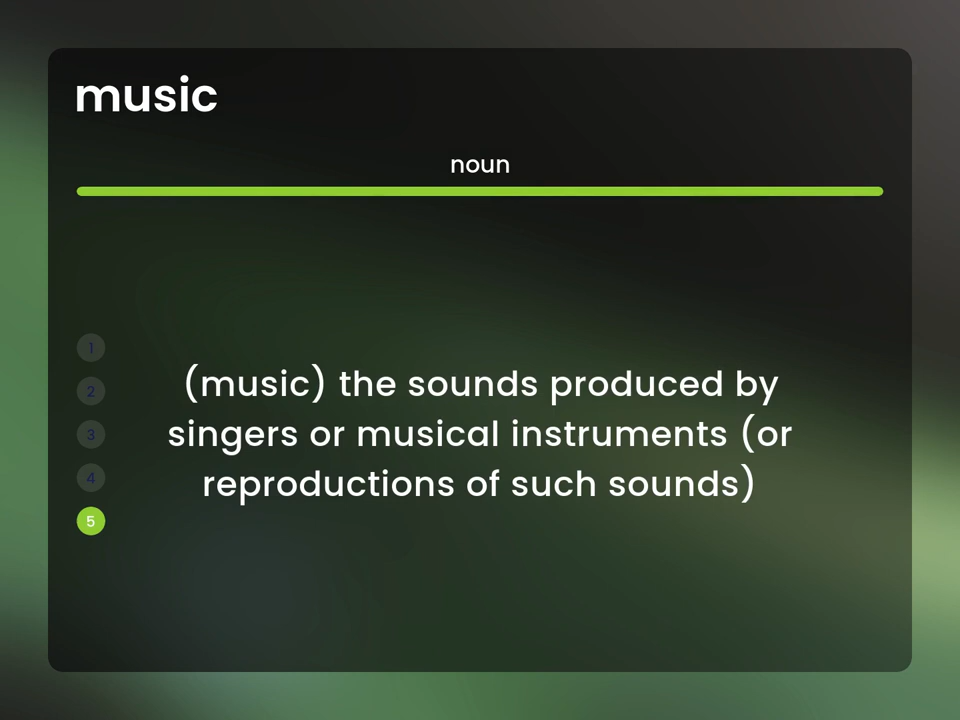 music
noun
1
2
3
4
5
(music) the sounds produced by
singers or musical instruments (or
reproductions of such sounds)